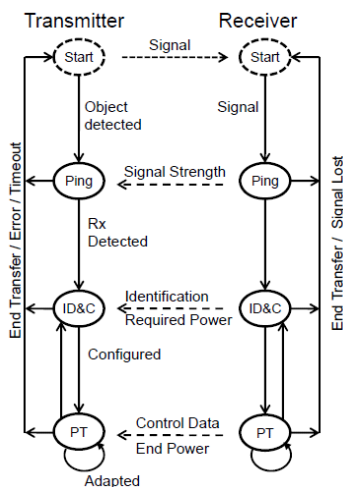 Transmitter
Receiver
Start
Signal
Start
Object
detected
Signal
Ping
Signal Strength
Ping
Rx
Detected
End Transfer / Error / Timeout
End Transfer / Signal Lost
ID&C
Identification
Required Power
ID&C
Configured
PT
Control Data
End Power
PT
Adapted